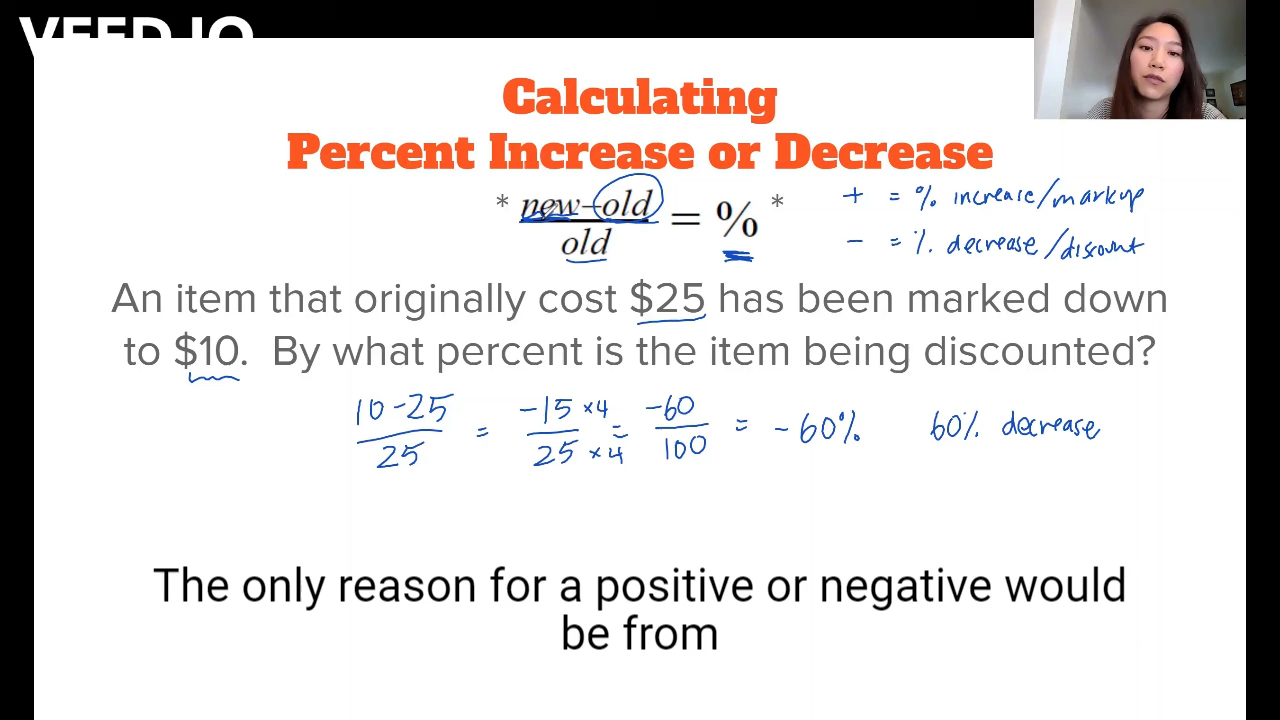 VEED.IO
Calculating
Percent Increase or Decrease
* new-old / old = % *
+ = % increase/markup
- = % decrease/discount
An item that originally cost $25 has been marked down
to $10. By what percent is the item being discounted?
10-25 / 25 = -15 ×4 / 25 ×4 = -60 / 100 = -60% 60% decrease
The only reason for a positive or negative would
be from